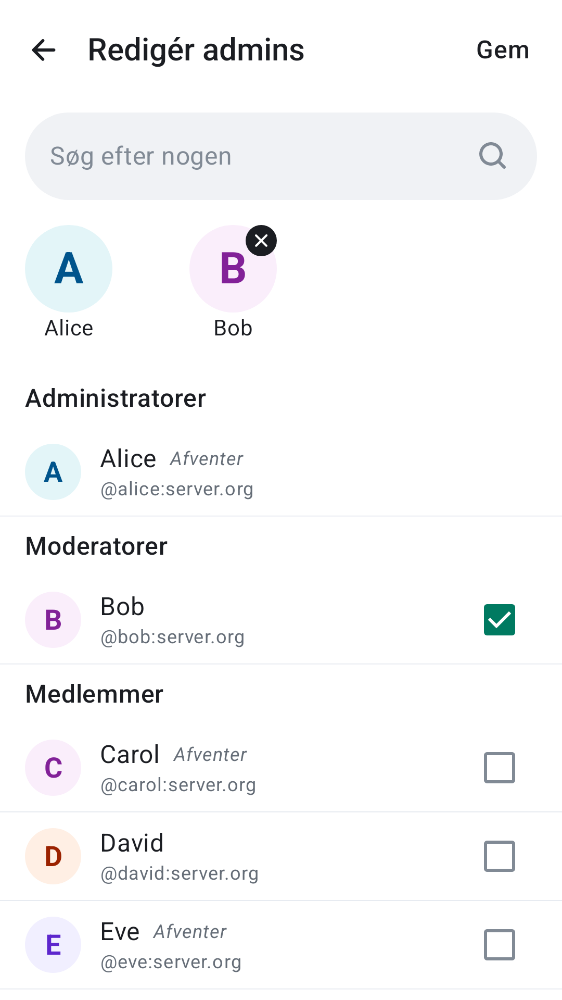 Redigér admins
Gem
Søg efter nogen
A
B
Alice
Bob
Administratorer
A
Alice Afventer
@alice:server.org
Moderatorer
B
Bob
@bob:server.org
Medlemmer
C
Carol Afventer
@carol:server.org
D
David
@david:server.org
E
Eve Afventer
@eve:server.org